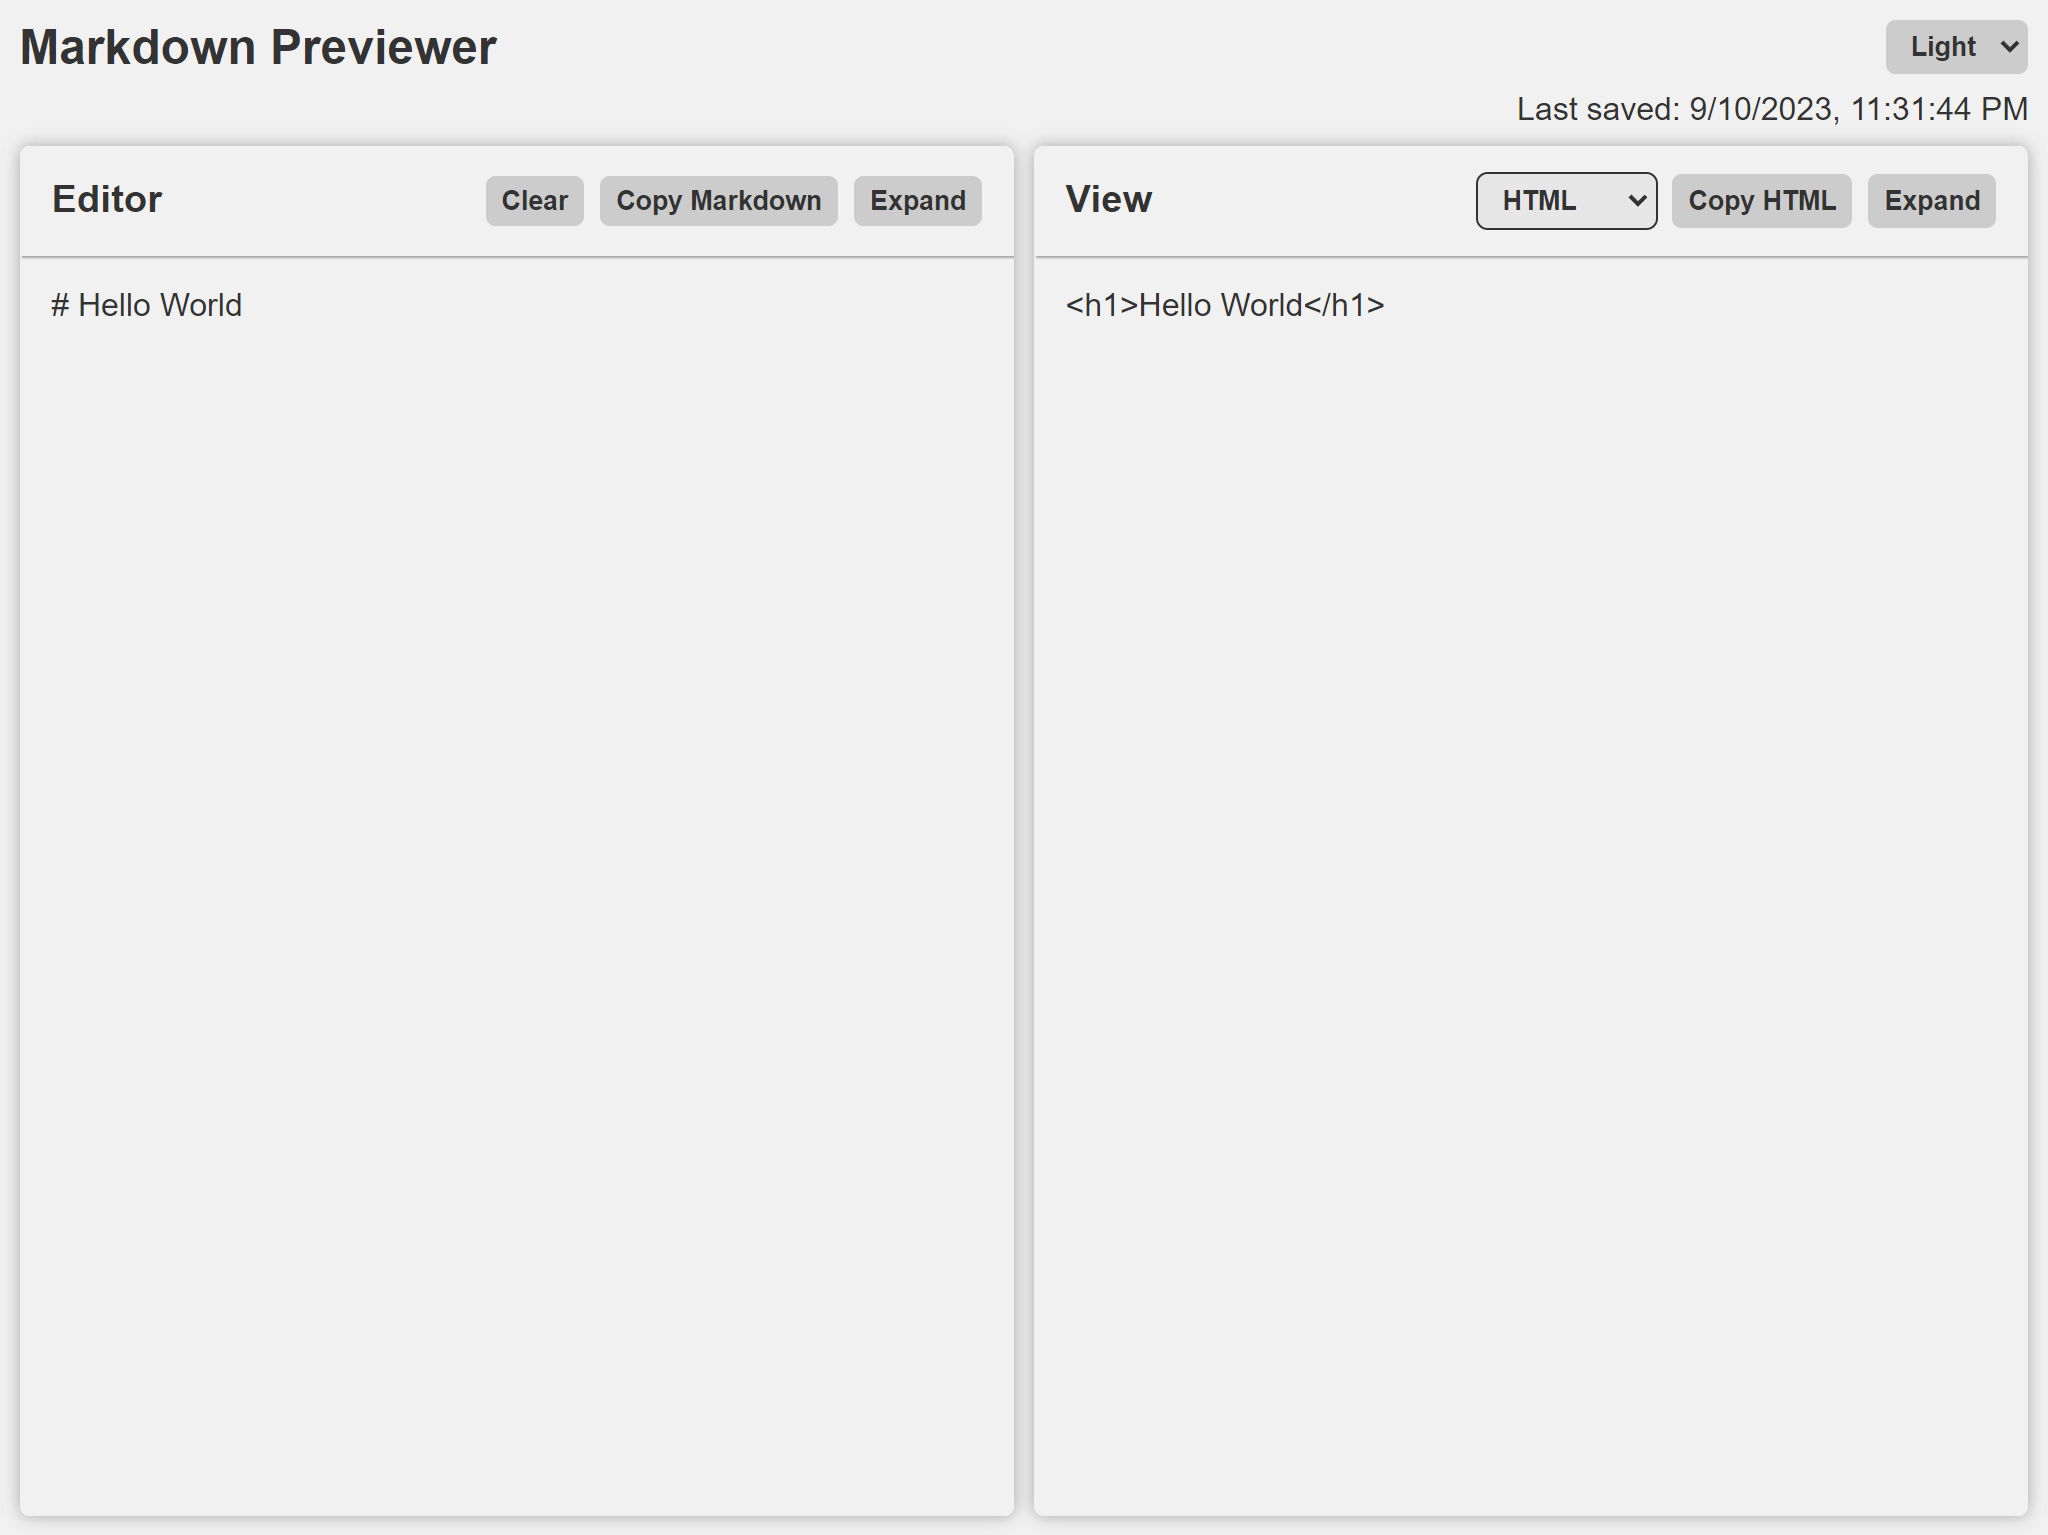 Markdown Previewer
Light
Last saved: 9/10/2023, 11:31:44 PM
Editor
Clear
Copy Markdown
Expand
# Hello World
View
HTML
Copy HTML
Expand
<h1>Hello World</h1>